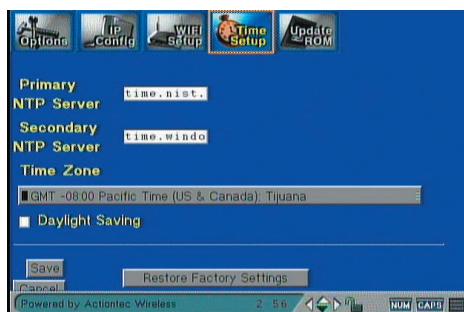 Options
IP Config
WIFI Setup
Time Setup
Update ROM
Primary
NTP Server
time.nist.
Secondary
NTP Server
time.windo
Time Zone
GMT -08:00 Pacific Time (US & Canada); Tijuana
Daylight Saving
Save
Restore Factory Settings
Cancel
Powered by Actiontec Wireless
2-56
NUM
CAPS